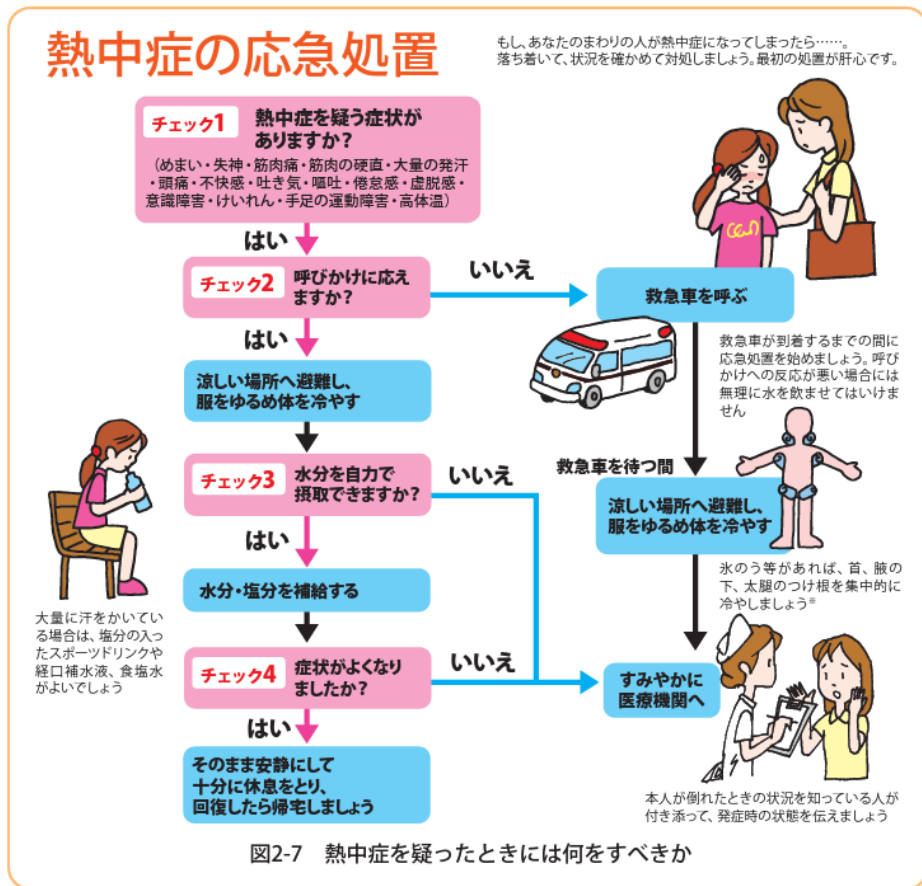 熱中症の応急処置
もし、あなたのまわりの人が熱中症になってしまったら……。
落ち着いて、状況を確かめて対処しましょう。最初の処置が肝心です。
チェック1
熱中症を疑う症状が
ありますか？
（めまい・失神・筋肉痛・筋肉の硬直・大量の発汗
・頭痛・不快感・吐き気・嘔吐・倦怠感・虚脱感・
意識障害・けいれん・手足の運動障害・高体温）
はい
チェック2
呼びかけに応え
ますか？
いいえ
救急車を呼ぶ
はい
救急車が到着するまでの間に
応急処置を始めましょう。呼び
かけへの反応が悪い場合には
無理に水を飲ませてはいけま
せん
涼しい場所へ避難し、
服をゆるめ体を冷やす
チェック3
水分を自力で
摂取できますか？
いいえ
救急車を待つ間
涼しい場所へ避難し、
服をゆるめ体を冷やす
はい
氷のう等があれば、首、腋の
下、太腿のつけ根を集中的に
冷やしましょう※
水分・塩分を補給する
大量に汗をかいてい
る場合は、塩分の入っ
たスポーツドリンクや
経口補水液、食塩水
がよいでしょう
チェック4
症状がよくなり
ましたか？
いいえ
すみやかに
医療機関へ
はい
そのまま安静にして
十分に休息をとり、
回復したら帰宅しましょう
本人が倒れたときの状況を知っている人が
付き添って、発症時の状態を伝えましょう
図2-7　熱中症を疑ったときには何をすべきか